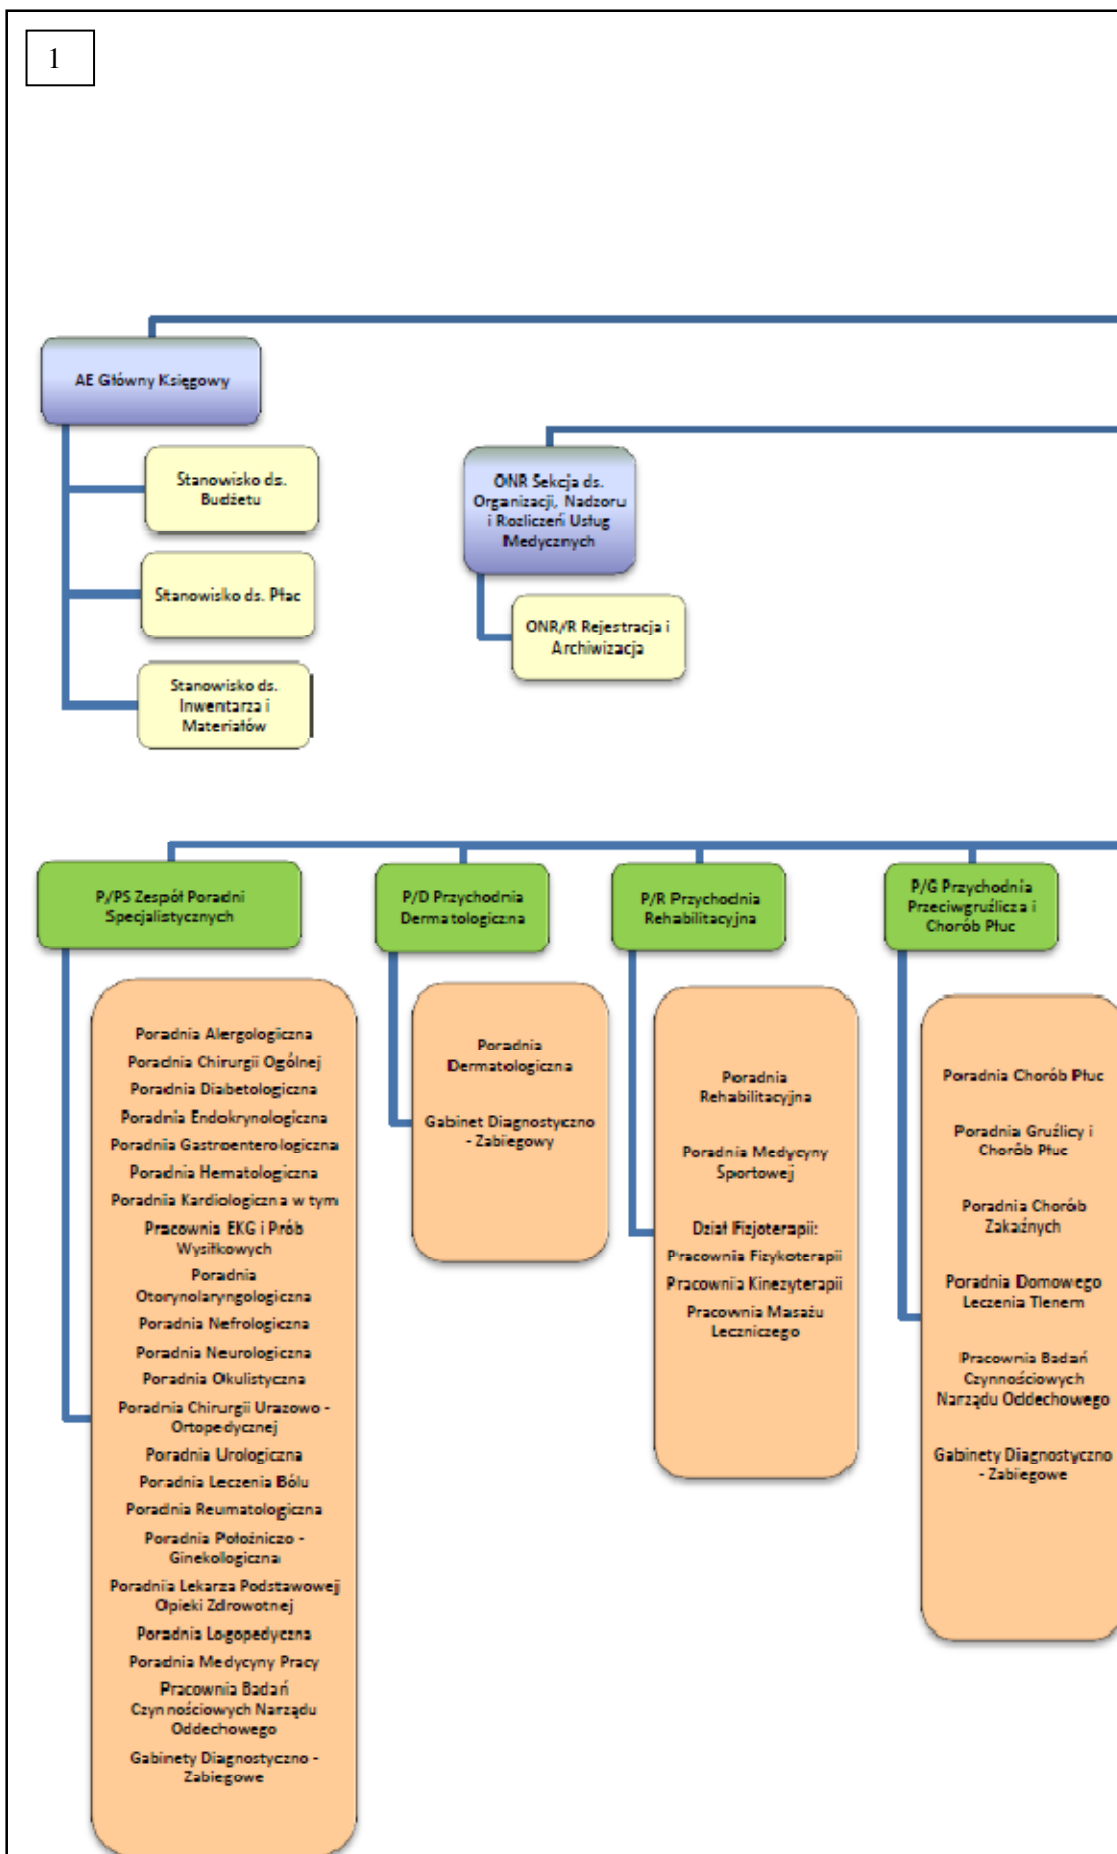 1
AE Główny Księgowy
Stanowisko ds.
Budżetu
Stanowisko ds. Płac
Stanowisko ds.
Inwentarza i
Materiałów
ONR Sekcja ds.
Organizacji, Nadzoru
i Rozliczeń Usług
Medycznych
ONR/R Rejestracja i
Archiwizacja
P/PS Zespół Poradni
Specjalistycznych
Poradnia Alergologiczna
Poradnia Chirurgii Ogólnej
Poradnia Diabetologiczna
Poradnia Endokrynologiczna
Poradnia Gastroenterologiczna
Poradnia Hematologiczna
Poradnia Kardiologiczna w tym
Pracownia EKG i Prób
Wysiłkowych
Poradnia
Otorynolaryngologiczna
Poradnia Nefrologiczna
Poradnia Neurologiczna
Poradnia Okulistyczna
Poradnia Chirurgii Urazowo -
Ortopedycznej
Poradnia Urologiczna
Poradnia Leczenia Bólu
Poradnia Reumatologiczna
Poradnia Położniczo -
Ginekologiczna
Poradnia Lekarza Podstawowej
Opieki Zdrowotnej
Poradnia Logopedyczna
Poradnia Medycyny Pracy
Pracownia Badań
Czynnościowych Narządu
Oddechowego
Gabinety Diagnostyczno -
Zabiegowe
P/D Przychodnia
Dermatologiczna
Poradnia
Dermatologiczna
Gabinet Diagnostyczno
- Zabiegowy
P/R Przychodnia
Rehabilitacyjna
Poradnia
Rehabilitacyjna
Poradnia Medycyny
Sportowej
Dział Fizjoterapii:
Pracownia Fizykoterapii
Pracownia Kinezyterapii
Pracownia Masażu
Leczniczego
P/G Przychodnia
Przeciwgruźlicza i
Chorób Płuc
Poradnia Chorób Płuc
Poradnia Gruźlicy i
Chorób Płuc
Poradnia Chorób
Zakaźnych
Poradnia Domowego
Leczenia Tlenem
Pracownia Badań
Czynnościowych
Narządu Oddechowego
Gabinety Diagnostyczno
- Zabiegowe